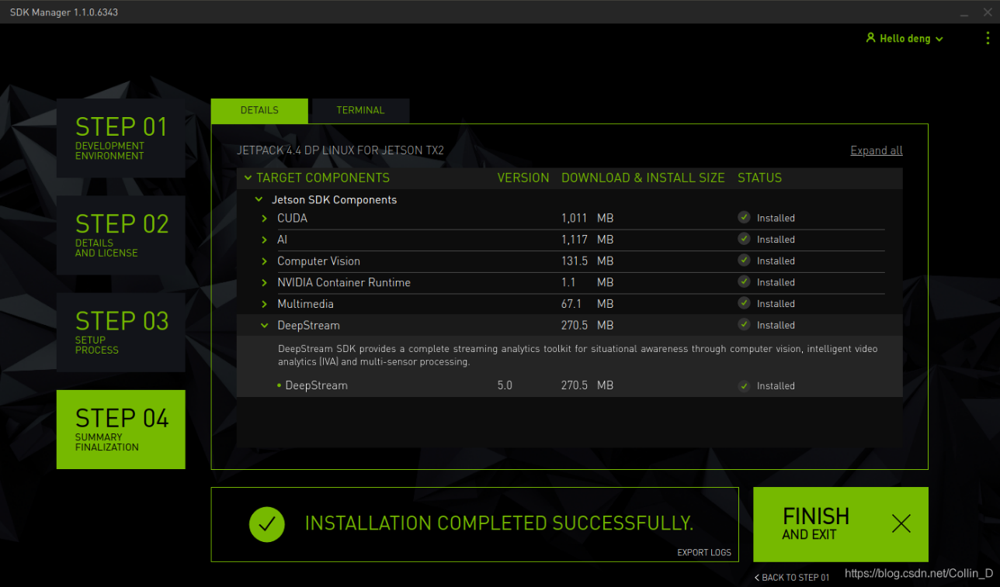 SDK Manager 1.1.0.6343
Hello deng
STEP 01
DEVELOPMENT
ENVIRONMENT
STEP 02
DETAILS
AND LICENSE
STEP 03
SETUP
PROCESS
STEP 04
SUMMARY
FINALIZATION
DETAILS TERMINAL
JETPACK 4.4 DP LINUX FOR JETSON TX2 Expand all
TARGET COMPONENTS VERSION DOWNLOAD & INSTALL SIZE STATUS
Jetson SDK Components
CUDA 1,011 MB Installed
AI 1,117 MB Installed
Computer Vision 131.5 MB Installed
NVIDIA Container Runtime 1.1 MB Installed
Multimedia 67.1 MB Installed
DeepStream 270.5 MB Installed
DeepStream SDK provides a complete streaming analytics toolkit for situational awareness through computer vision, intelligent video
analytics (IVA) and multi-sensor processing.
• DeepStream 5.0 270.5 MB Installed
INSTALLATION COMPLETED SUCCESSFULLY.
EXPORT LOGS
FINISH
AND EXIT
BACK TO STEP 01
https://blog.csdn.net/Collin_D